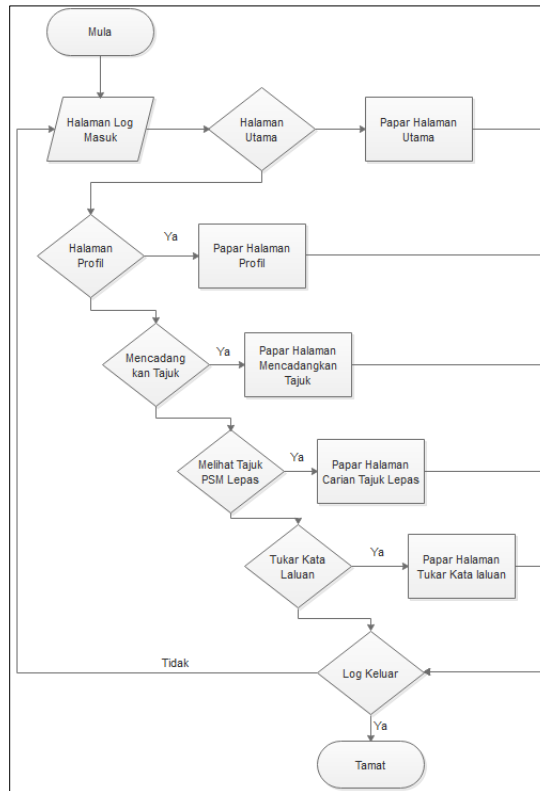 Mula
Halaman Log
Masuk
Halaman
Utama
Papar Halaman
Utama
Halaman
Profil
Ya
Papar Halaman
Profil
Mencadang
kan Tajuk
Ya
Papar Halaman
Mencadangkan
Tajuk
Melihat Tajuk
PSM Lepas
Ya
Papar Halaman
Carian Tajuk Lepas
Tukar Kata
Laluan
Ya
Papar Halaman
Tukar Kata laluan
Tidak
Log Keluar
Ya
Tamat